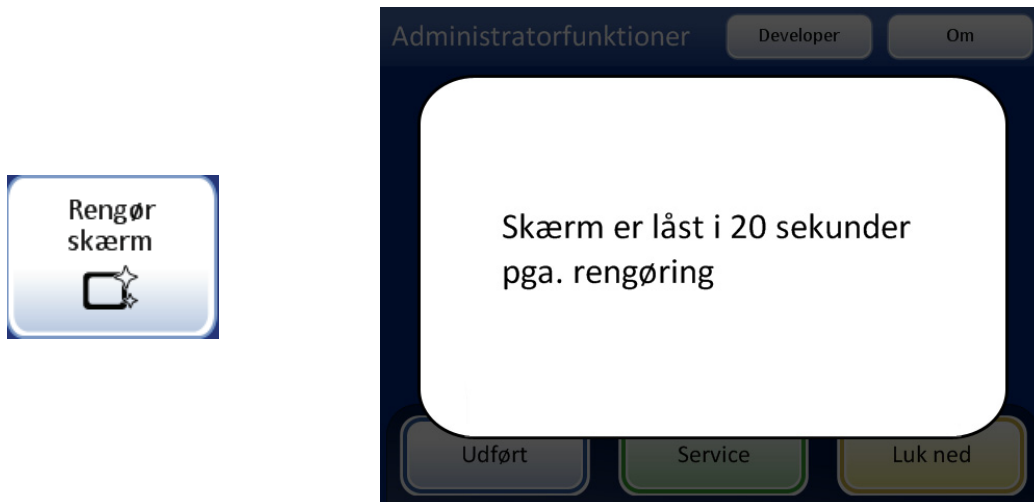 Rengør
skærm
Administratorfunktioner
Developer
Om
Skærm er låst i 20 sekunder
pga. rengøring
Udført
Service
Luk ned